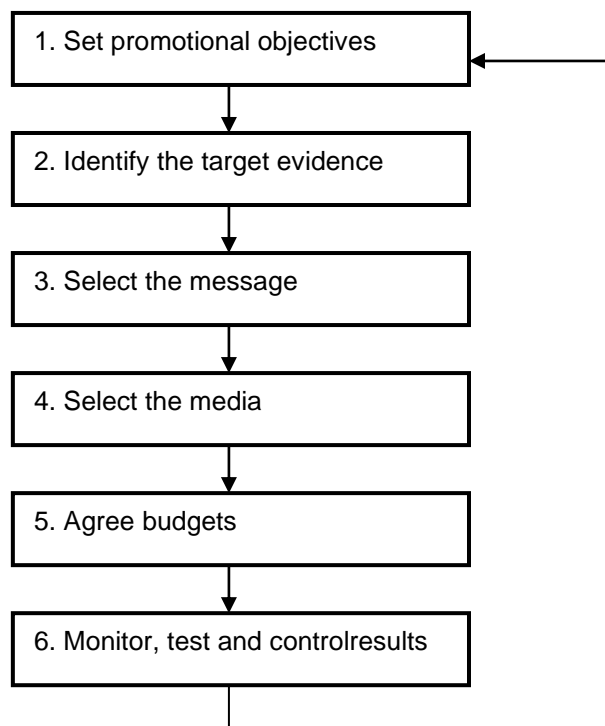 1. Set promotional objectives
2. Identify the target evidence
3. Select the message
4. Select the media
5. Agree budgets
6. Monitor, test and controlresults